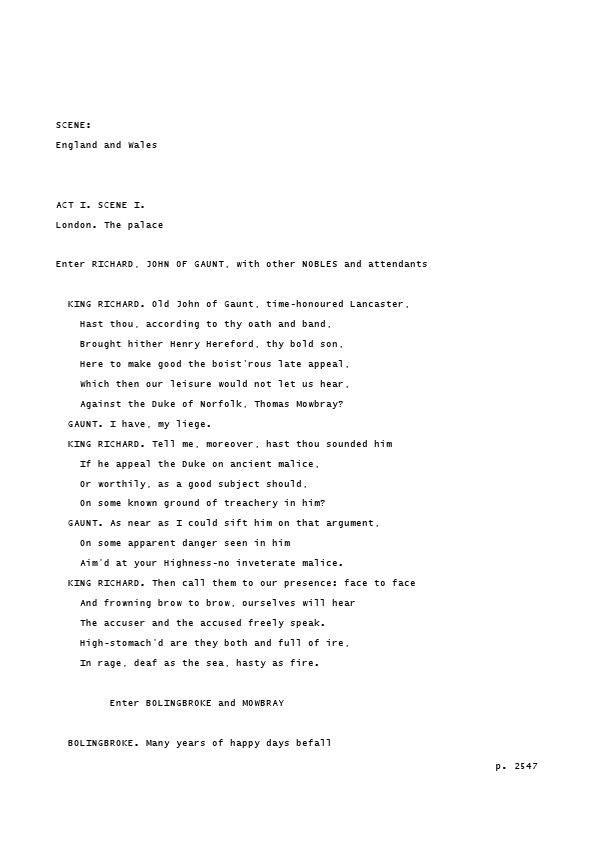 SCENE:
England and Wales
ACT I. SCENE I.
London. The palace
Enter RICHARD, JOHN OF GAUNT, with other NOBLES and attendants
KING RICHARD. Old John of Gaunt, time-honoured Lancaster,
Hast thou, according to thy oath and band,
Brought hither Henry Hereford, thy bold son,
Here to make good the boist'rous late appeal,
Which then our leisure would not let us hear,
Against the Duke of Norfolk, Thomas Mowbray?
GAUNT. I have, my liege.
KING RICHARD. Tell me, moreover, hast thou sounded him
If he appeal the Duke on ancient malice,
Or worthily, as a good subject should,
On some known ground of treachery in him?
GAUNT. As near as I could sift him on that argument,
On some apparent danger seen in him
Aim'd at your Highness-no inveterate malice.
KING RICHARD. Then call them to our presence: face to face
And frowning brow to brow, ourselves will hear
The accuser and the accused freely speak.
High-stomach'd are they both and full of ire,
In rage, deaf as the sea, hasty as fire.
Enter BOLINGBROKE and MOWBRAY
BOLINGBROKE. Many years of happy days befall
p. 2547